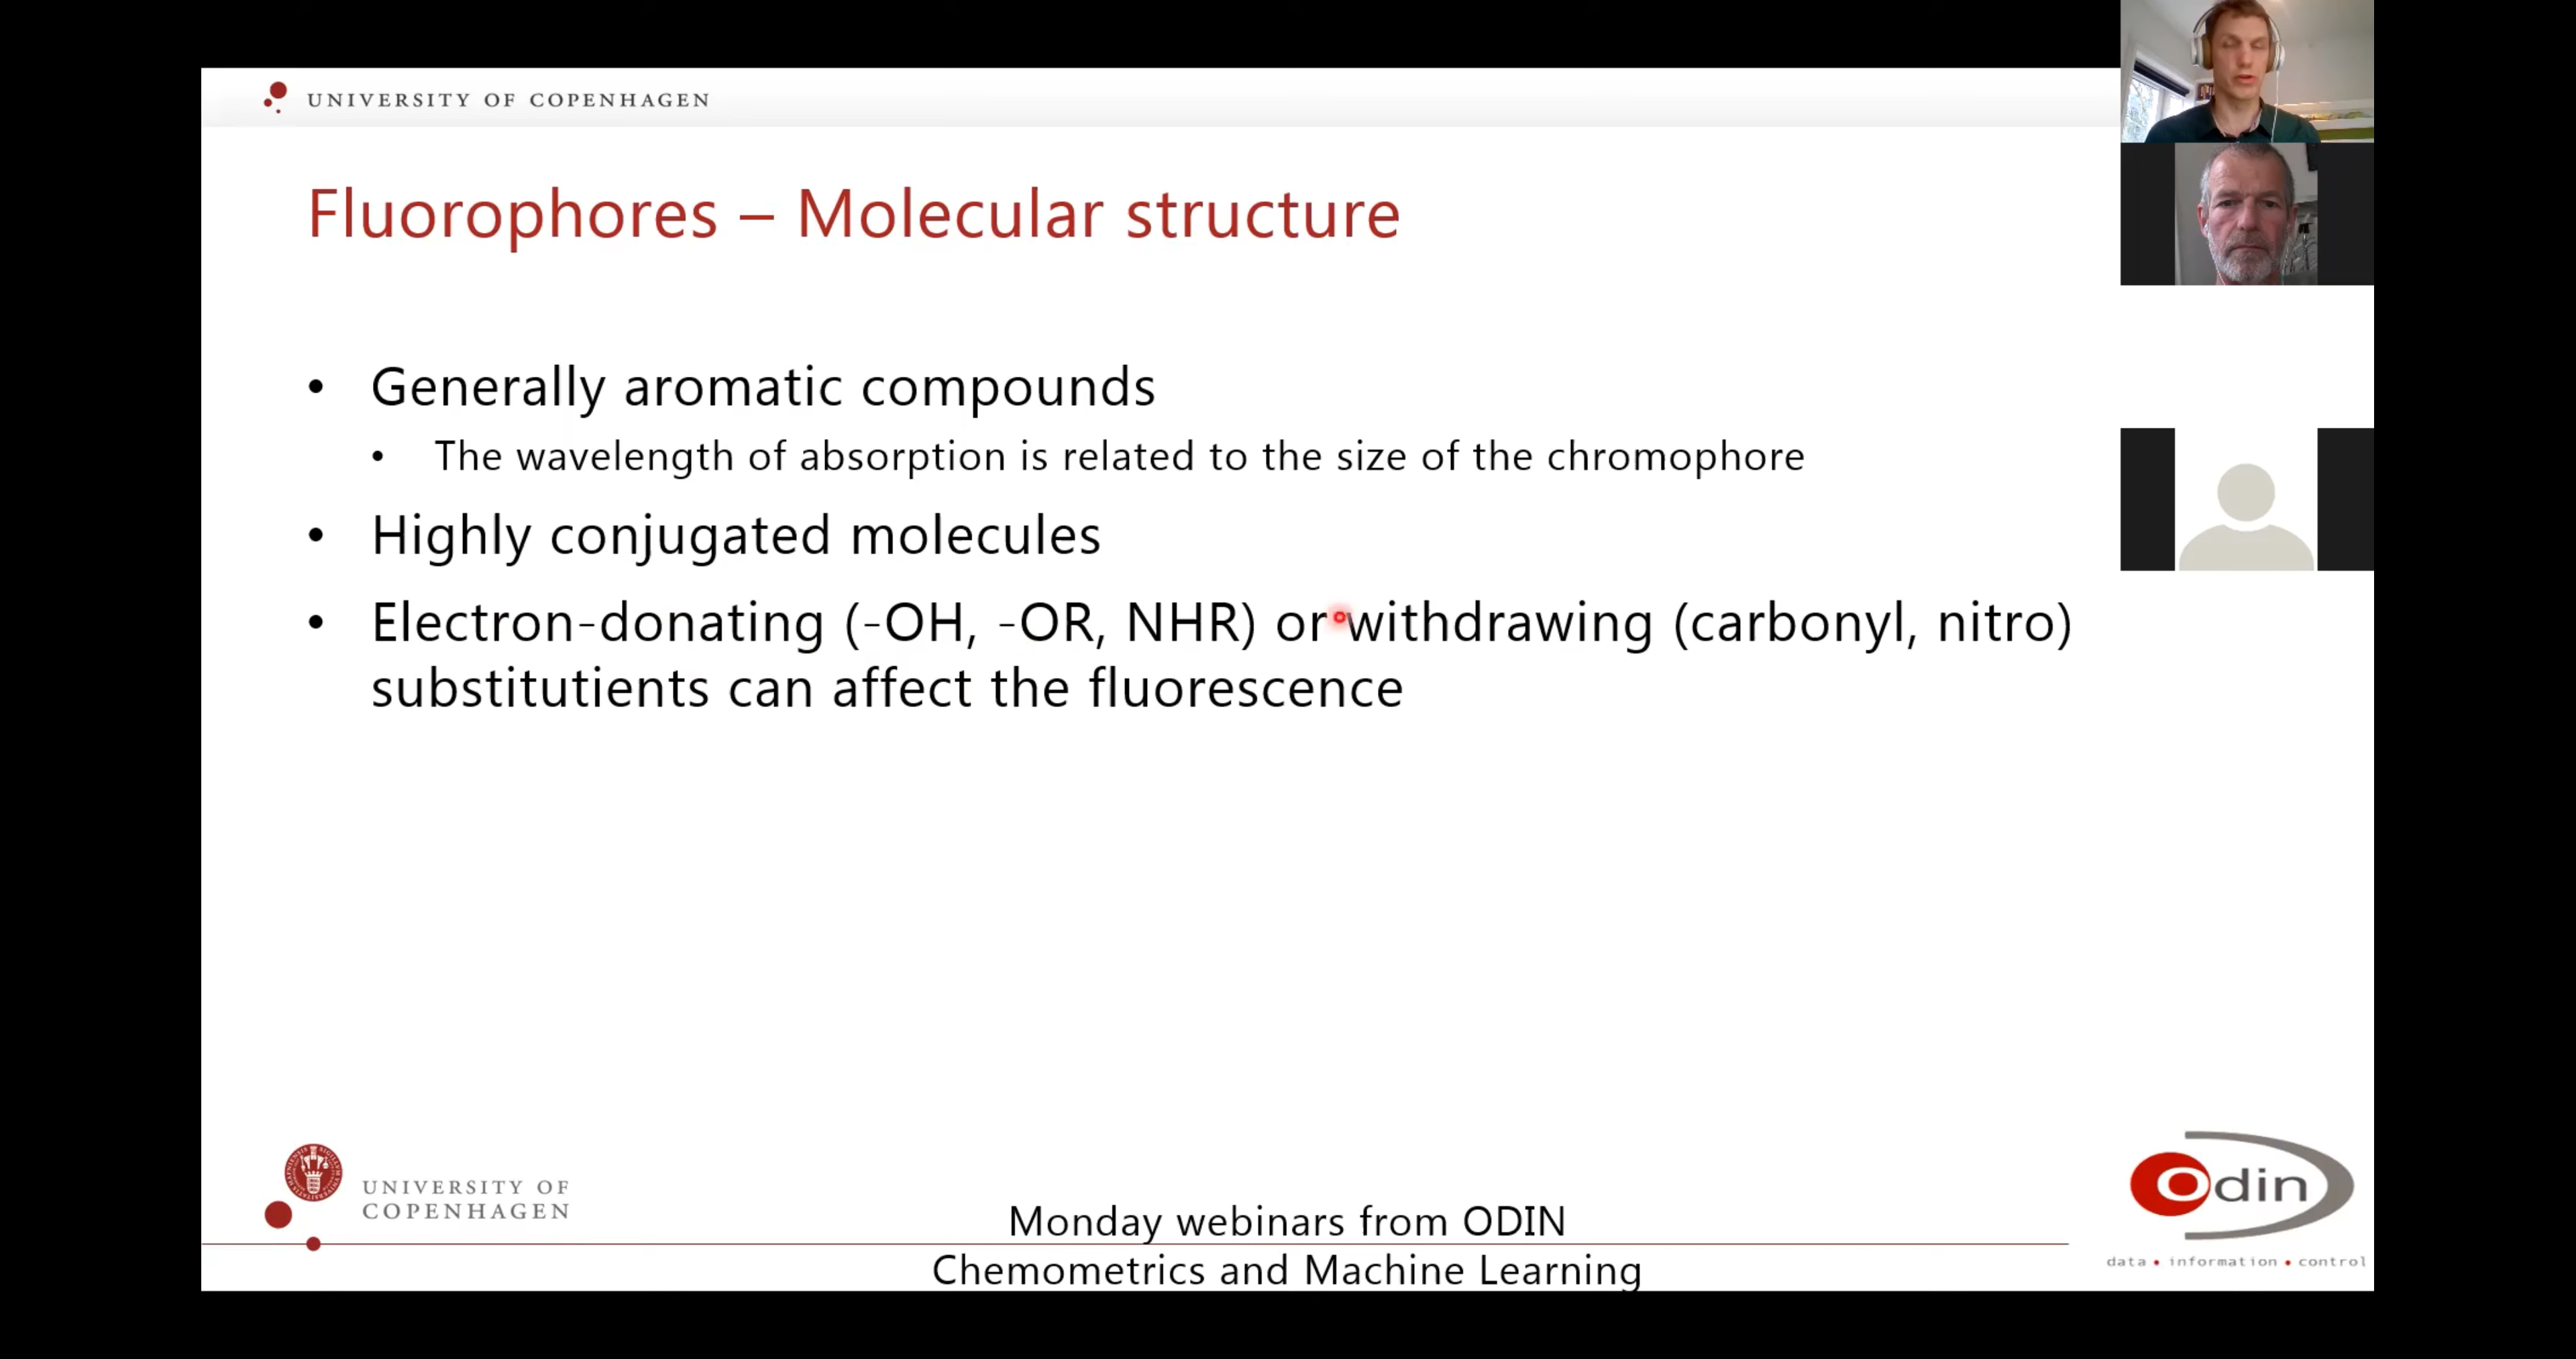 UNIVERSITY OF COPENHAGEN
Fluorophores – Molecular structure
• Generally aromatic compounds
• The wavelength of absorption is related to the size of the chromophore
• Highly conjugated molecules
• Electron-donating (-OH, -OR, NHR) or withdrawing (carbonyl, nitro)
substitutients can affect the fluorescence
UNIVERSITY OF
COPENHAGEN
Monday webinars from ODIN
Chemometrics and Machine Learning
Odin
data • information • control